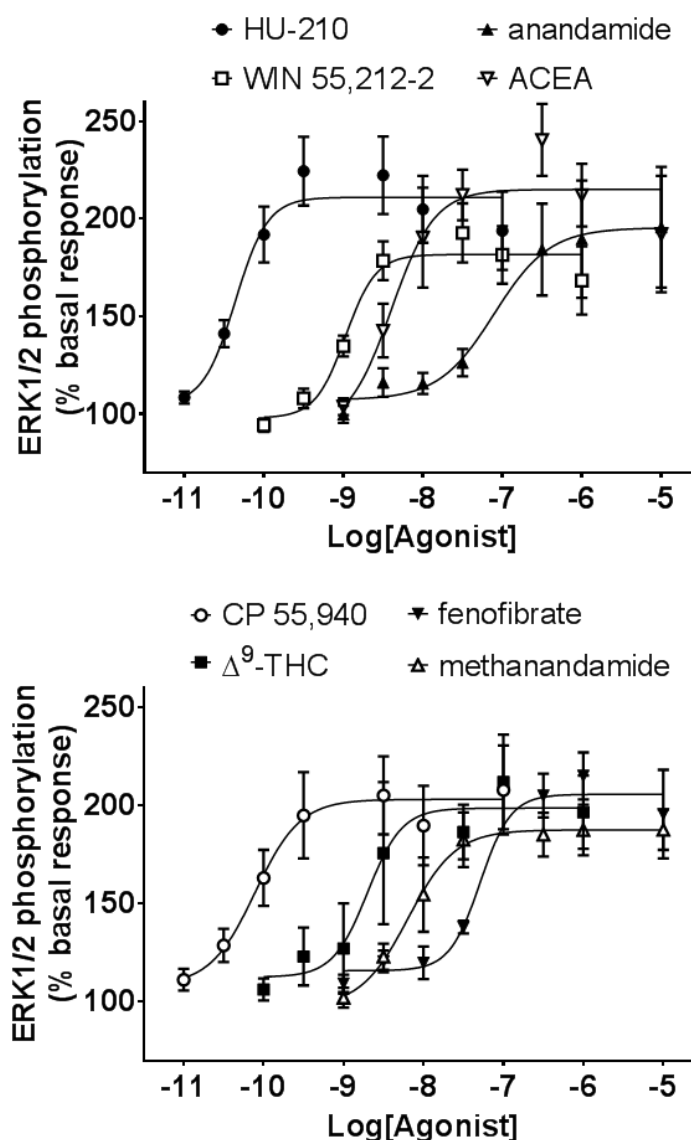 HU-210 anandamide
WIN 55,212-2 ACEA
ERK1/2 phosphorylation
(% basal response)
250
200
150
100
-11 -10 -9 -8 -7 -6 -5
Log[Agonist]
CP 55,940 fenofibrate
Δ⁹-THC methanandamide
ERK1/2 phosphorylation
(% basal response)
250
200
150
100
-11 -10 -9 -8 -7 -6 -5
Log[Agonist]